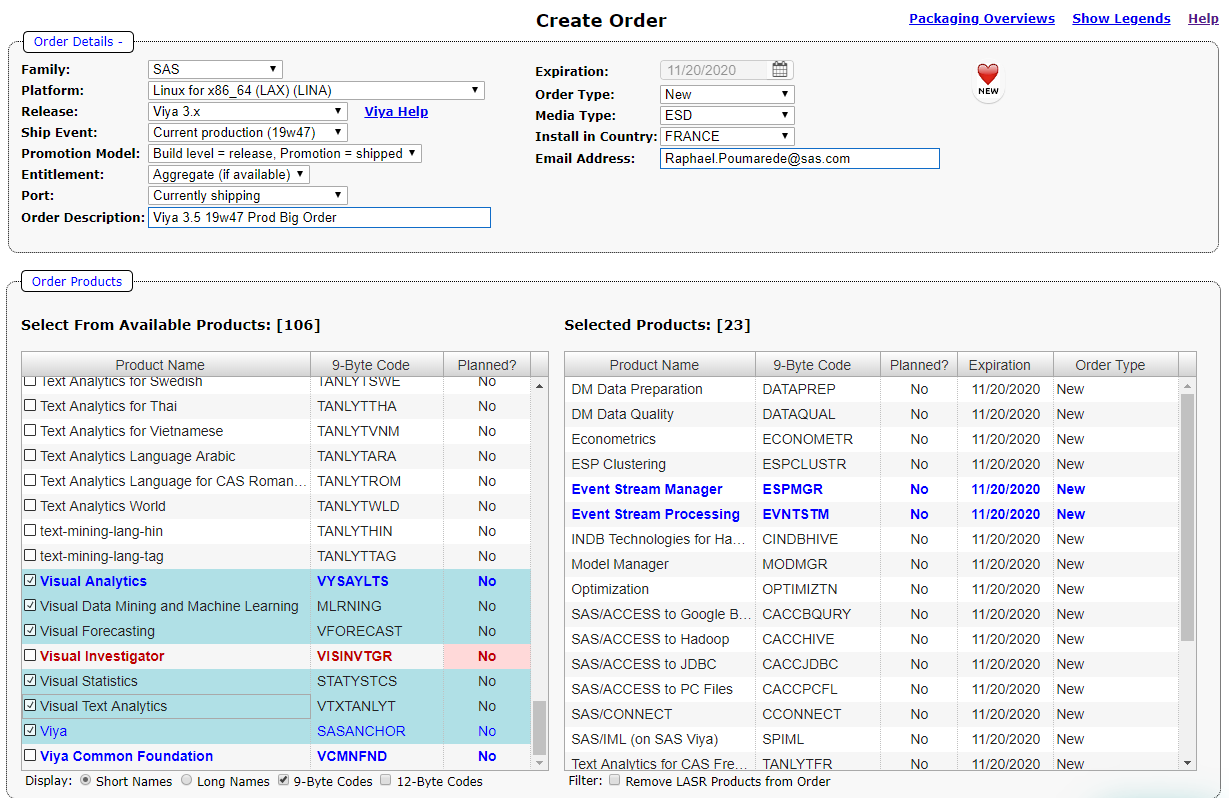 Create Order
Packaging Overviews Show Legends Help
Order Details -
Family: SAS
Platform: Linux for x86_64 (LAX) (LINA)
Release: Viya 3.x Viya Help
Ship Event: Current production (19w47)
Promotion Model: Build level = release, Promotion = shipped
Entitlement: Aggregate (if available)
Port: Currently shipping
Order Description: Viya 3.5 19w47 Prod Big Order
Expiration: 11/20/2020
Order Type: New
Media Type: ESD
Install in Country: FRANCE
Email Address: Raphael.Poumarede@sas.com
NEW
Order Products
Select From Available Products: [106]
Product Name 9-Byte Code Planned?
Text Analytics for Swedish TANLYTSWE No
Text Analytics for Thai TANLYTTHA No
Text Analytics for Vietnamese TANLYTVNM No
Text Analytics Language Arabic TANLYTARA No
Text Analytics Language for CAS Roman... TANLYTROM No
Text Analytics World TANLYTWLD No
text-mining-lang-hin TANLYTHIN No
text-mining-lang-tag TANLYTTAG No
Visual Analytics VYSAYLTS No
Visual Data Mining and Machine Learning MLRNING No
Visual Forecasting VFORECAST No
Visual Investigator VISINVTGR No
Visual Statistics STATYSTCS No
Visual Text Analytics VTXTANLYT No
Viya SASANCHOR No
Viya Common Foundation VCMNFND No
Display: Short Names Long Names 9-Byte Codes 12-Byte Codes
Selected Products: [23]
Product Name 9-Byte Code Planned? Expiration Order Type
DM Data Preparation DATAPREP No 11/20/2020 New
DM Data Quality DATAQUAL No 11/20/2020 New
Econometrics ECONOMETR No 11/20/2020 New
ESP Clustering ESPCLUSTR No 11/20/2020 New
Event Stream Manager ESPMGR No 11/20/2020 New
Event Stream Processing EVNTSTM No 11/20/2020 New
INDB Technologies for Ha... CINDBHIVE No 11/20/2020 New
Model Manager MODMGR No 11/20/2020 New
Optimization OPTIMIZTN No 11/20/2020 New
SAS/ACCESS to Google B... CACCBQURY No 11/20/2020 New
SAS/ACCESS to Hadoop CACCHIVE No 11/20/2020 New
SAS/ACCESS to JDBC CACCJDBC No 11/20/2020 New
SAS/ACCESS to PC Files CACCPCFL No 11/20/2020 New
SAS/CONNECT CCONNECT No 11/20/2020 New
SAS/IML (on SAS Viya) SPIML No 11/20/2020 New
Text Analytics for CAS Fre... TANLYTFR No 11/20/2020 New
Filter: Remove LASR Products from Order